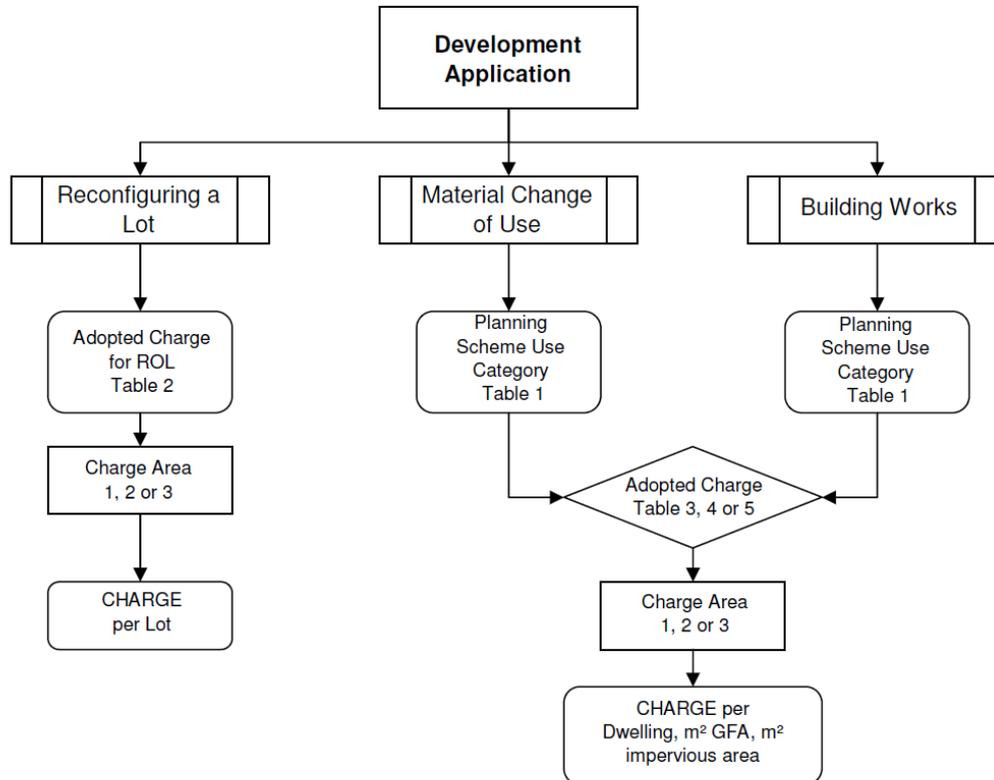 Development
Application
Reconfiguring a
Lot
Material Change
of Use
Building Works
Adopted Charge
for ROL
Table 2
Planning
Scheme Use
Category
Table 1
Planning
Scheme Use
Category
Table 1
Charge Area
1, 2 or 3
Adopted Charge
Table 3, 4 or 5
CHARGE
per Lot
Charge Area
1, 2 or 3
CHARGE per
Dwelling, m² GFA, m²
impervious area